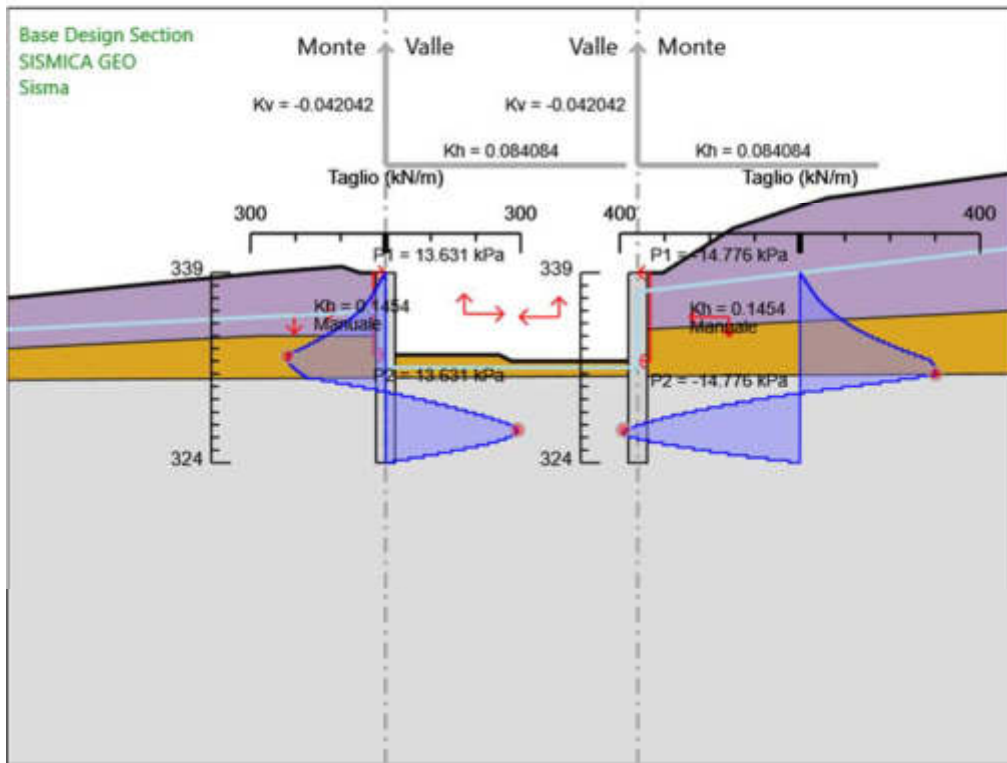 Base Design Section
SISMICA GEO
Sisma
Monte Valle Valle Monte
Kv = -0.042042 Kv = -0.042042
Kh = 0.084084 Kh = 0.084084
Taglio (kN/m) Taglio (kN/m)
300 300 400 400
P1 = 13.631 kPa P1 = -14.776 kPa
339 339
Kh = 0.1454 Kh = 0.1454
Manuale Manuale
P2 = 13.631 kPa P2 = -14.776 kPa
324 324